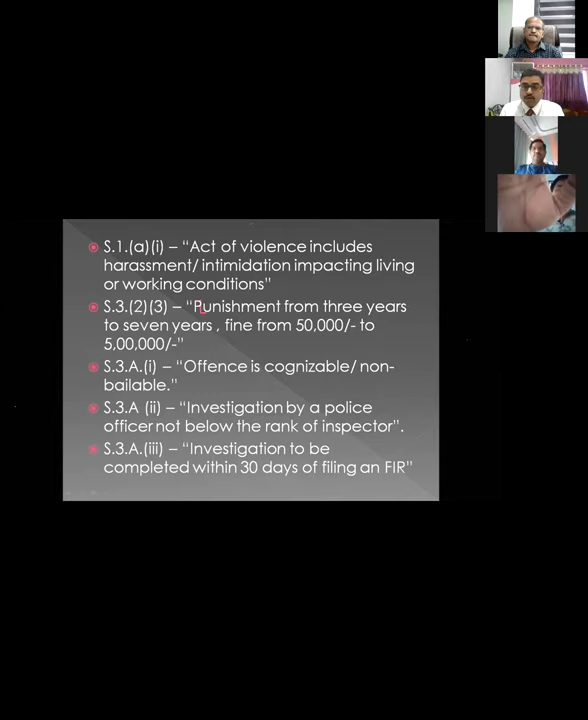 S.1.(a)(i) – “Act of violence includes
harassment/ intimidation impacting living
or working conditions”
S.3.(2)(3) – “Punishment from three years
to seven years , fine from 50,000/- to
5,00,000/-”
S.3.A.(i) – “Offence is cognizable/ non-
bailable.”
S.3.A (ii) – “Investigation by a police
officer not below the rank of inspector”.
S.3.A.(iii) – “Investigation to be
completed within 30 days of filing an FIR”